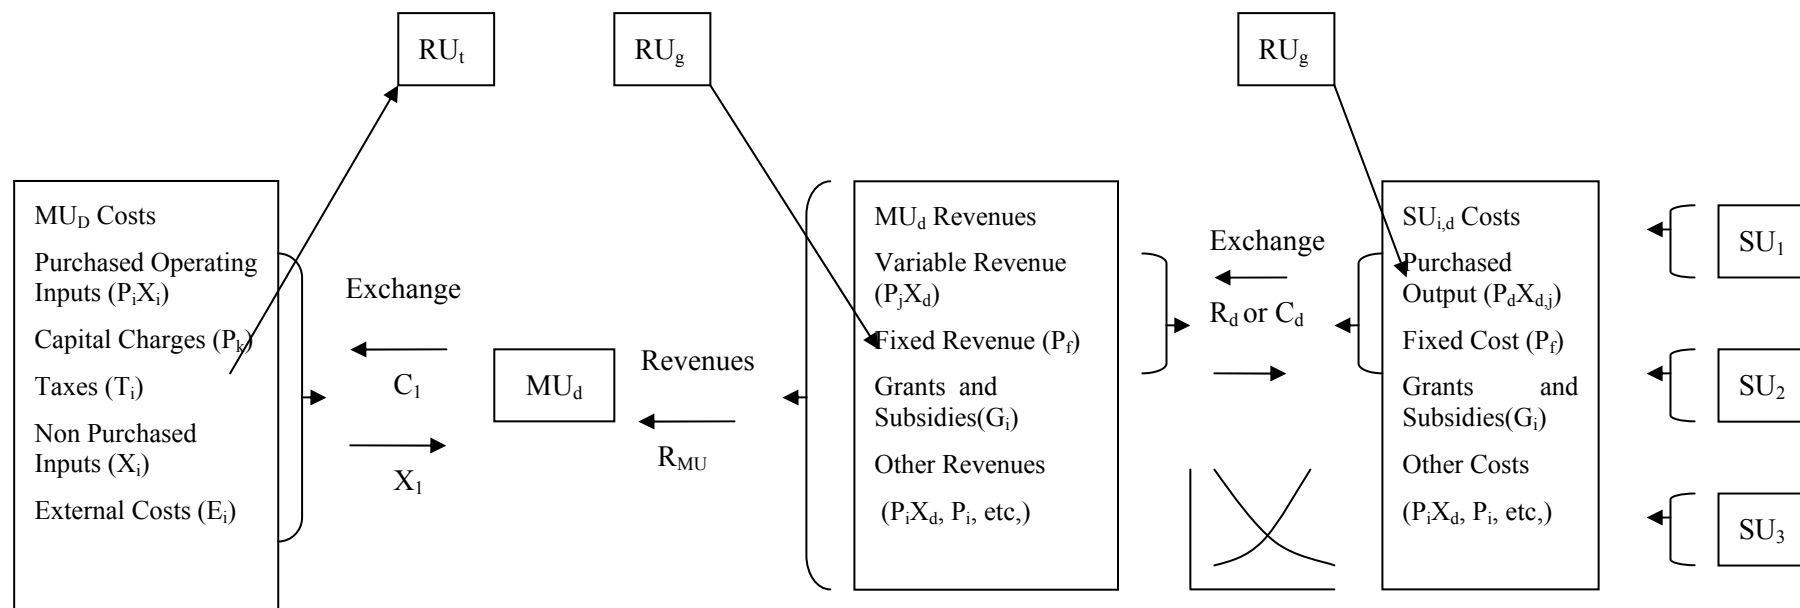 RUt
RUg
RUg
MUD Costs
Purchased Operating
Inputs (PiXi)
Capital Charges (Pk)
Taxes (Ti)
Non Purchased
Inputs (Xi)
External Costs (Ei)
Exchange
C1
X1
MUd
Revenues
RMU
MUd Revenues
Variable Revenue
(PjXd)
Fixed Revenue (Pf)
Grants and
Subsidies(Gi)
Other Revenues
(PiXd, Pi, etc,)
Exchange
Rd or Cd
SUi,d Costs
Purchased
Output (PdXd,j)
Fixed Cost (Pf)
Grants and
Subsidies(Gi)
Other Costs
(PiXd, Pi, etc,)
SU1
SU2
SU3